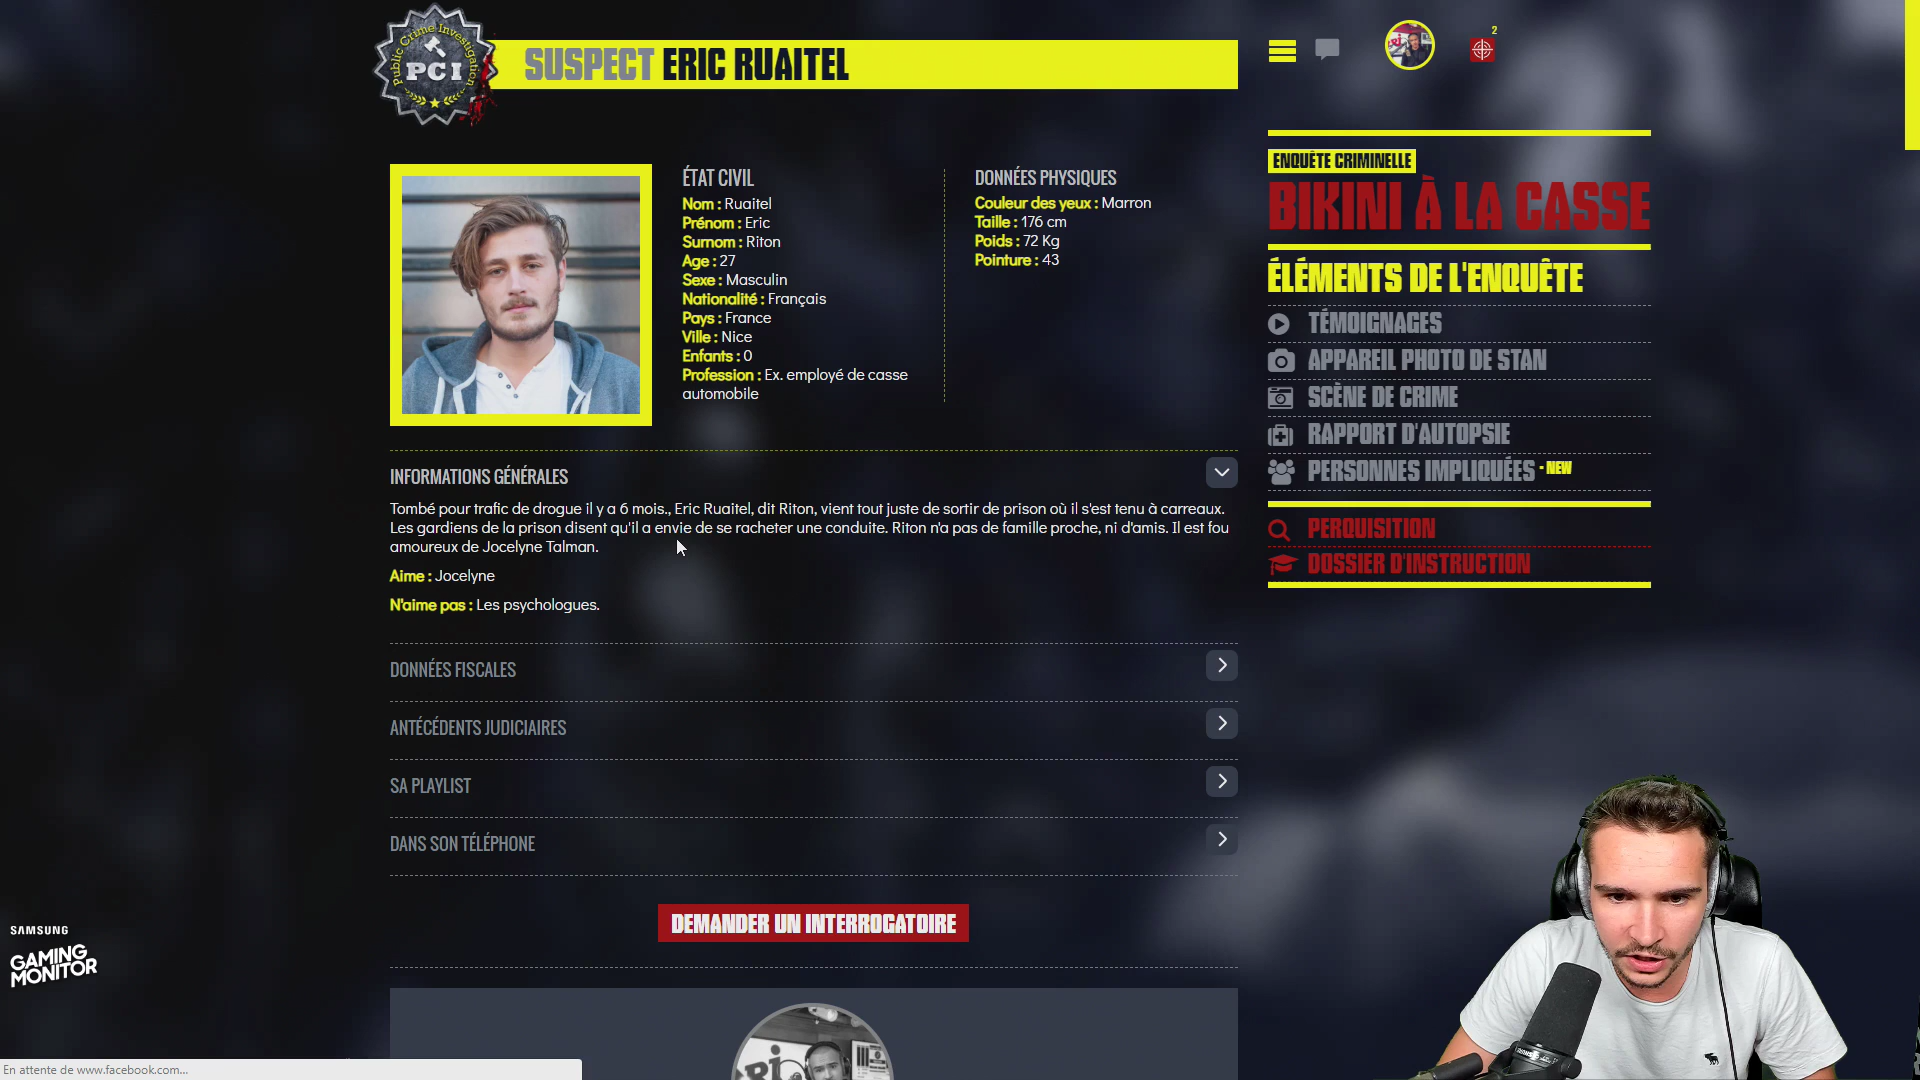 Public Crime Investigation
PCI
SUSPECT ERIC RUAITEL
2
ÉTAT CIVIL
Nom : Ruaitel
Prénom : Eric
Surnom : Riton
Age : 27
Sexe : Masculin
Nationalité : Français
Pays : France
Ville : Nice
Enfants : 0
Profession : Ex. employé de casse
automobile
DONNÉES PHYSIQUES
Couleur des yeux : Marron
Taille : 176 cm
Poids : 72 Kg
Pointure : 43
INFORMATIONS GÉNÉRALES
Tombé pour trafic de drogue il y a 6 mois., Eric Ruaitel, dit Riton, vient tout juste de sortir de prison où il s'est tenu à carreaux.
Les gardiens de la prison disent qu'il a envie de se racheter une conduite. Riton n'a pas de famille proche, ni d'amis. Il est fou
amoureux de Jocelyne Talman.
Aime : Jocelyne
N'aime pas : Les psychologues.
DONNÉES FISCALES
ANTÉCÉDENTS JUDICIAIRES
SA PLAYLIST
DANS SON TÉLÉPHONE
DEMANDER UN INTERROGATOIRE
ENQUÊTE CRIMINELLE
BIKINI À LA CASSE
ÉLÉMENTS DE L'ENQUÊTE
TÉMOIGNAGES
APPAREIL PHOTO DE STAN
SCÈNE DE CRIME
RAPPORT D'AUTOPSIE
PERSONNES IMPLIQUÉES - NEW
PERQUISITION
DOSSIER D'INSTRUCTION
SAMSUNG
GAMING
MONITOR
En attente de www.facebook.com...